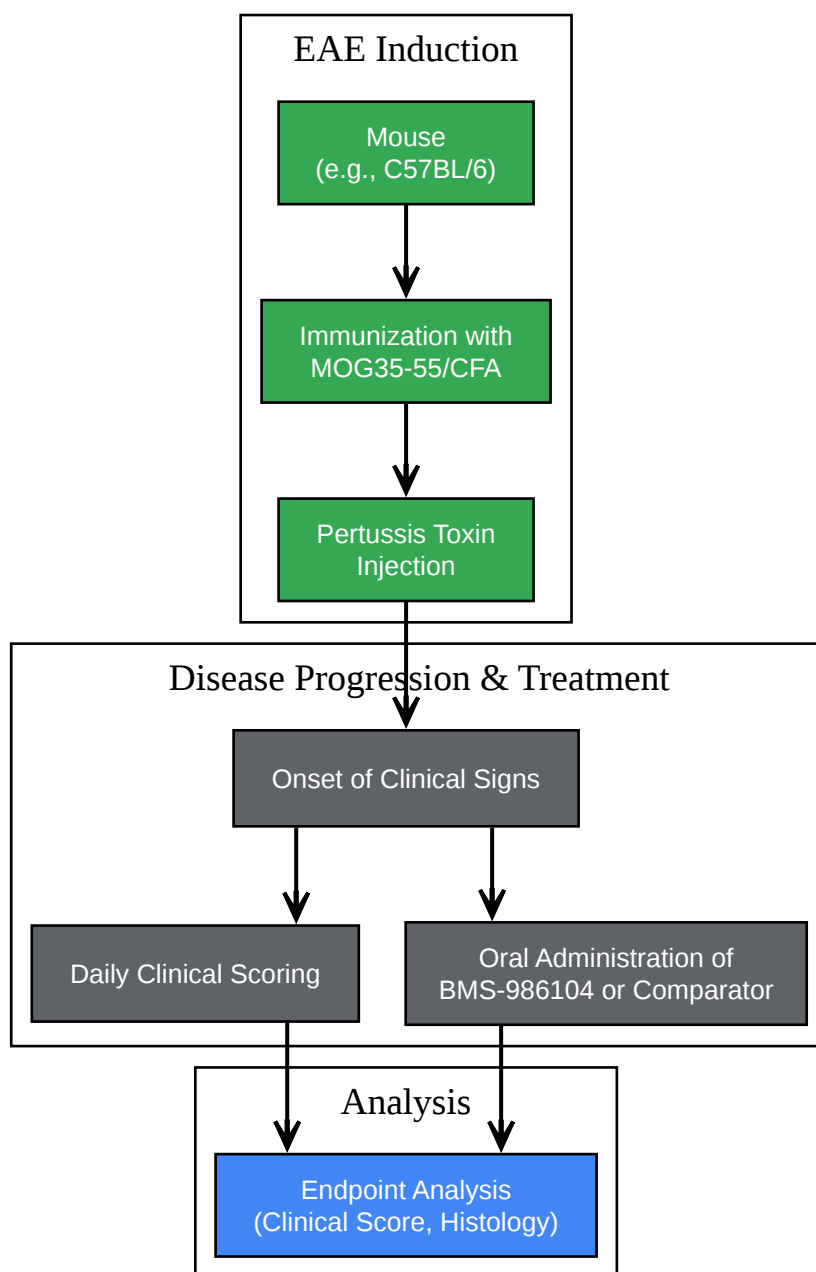 EAE Induction
Mouse
(e.g., C57BL/6)
Immunization with
MOG35-55/CFA
Pertussis Toxin
Injection
Disease Progression & Treatment
Onset of Clinical Signs
Daily Clinical Scoring
Oral Administration of
BMS-986104 or Comparator
Analysis
Endpoint Analysis
(Clinical Score, Histology)